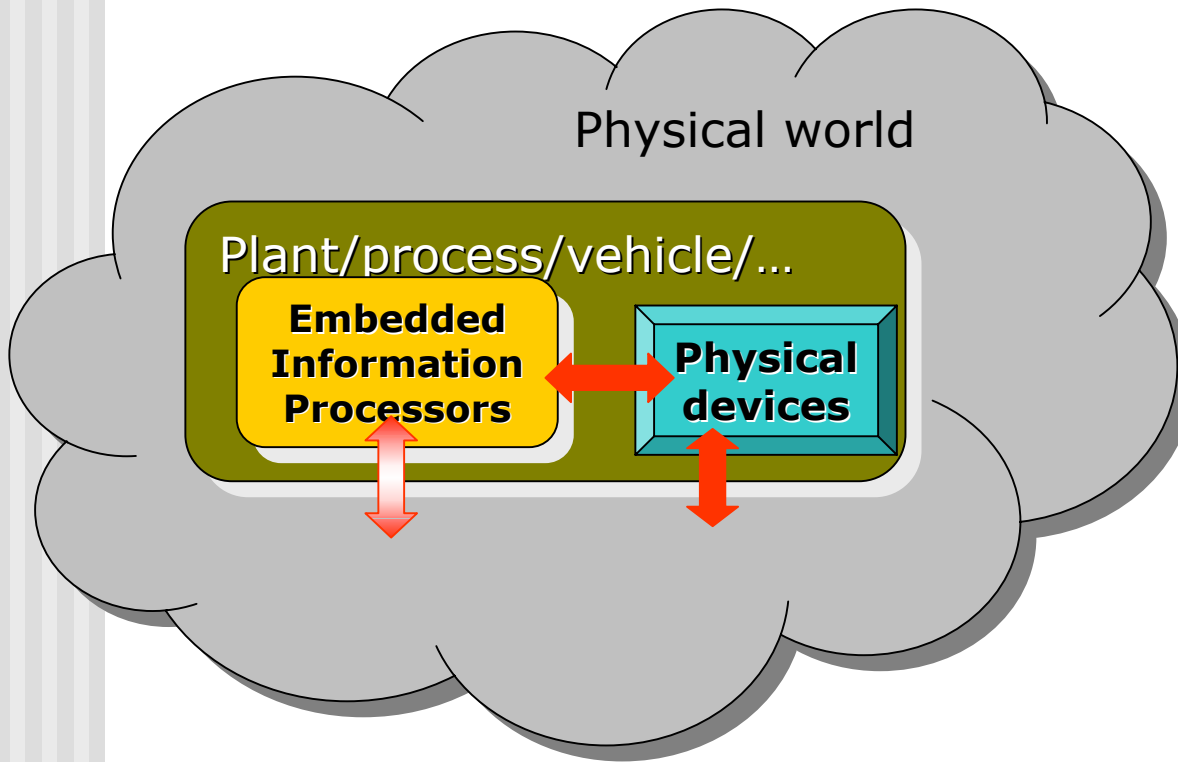 Physical world
Plant/process/vehicle/…
Embedded
Information
Processors
Physical
devices